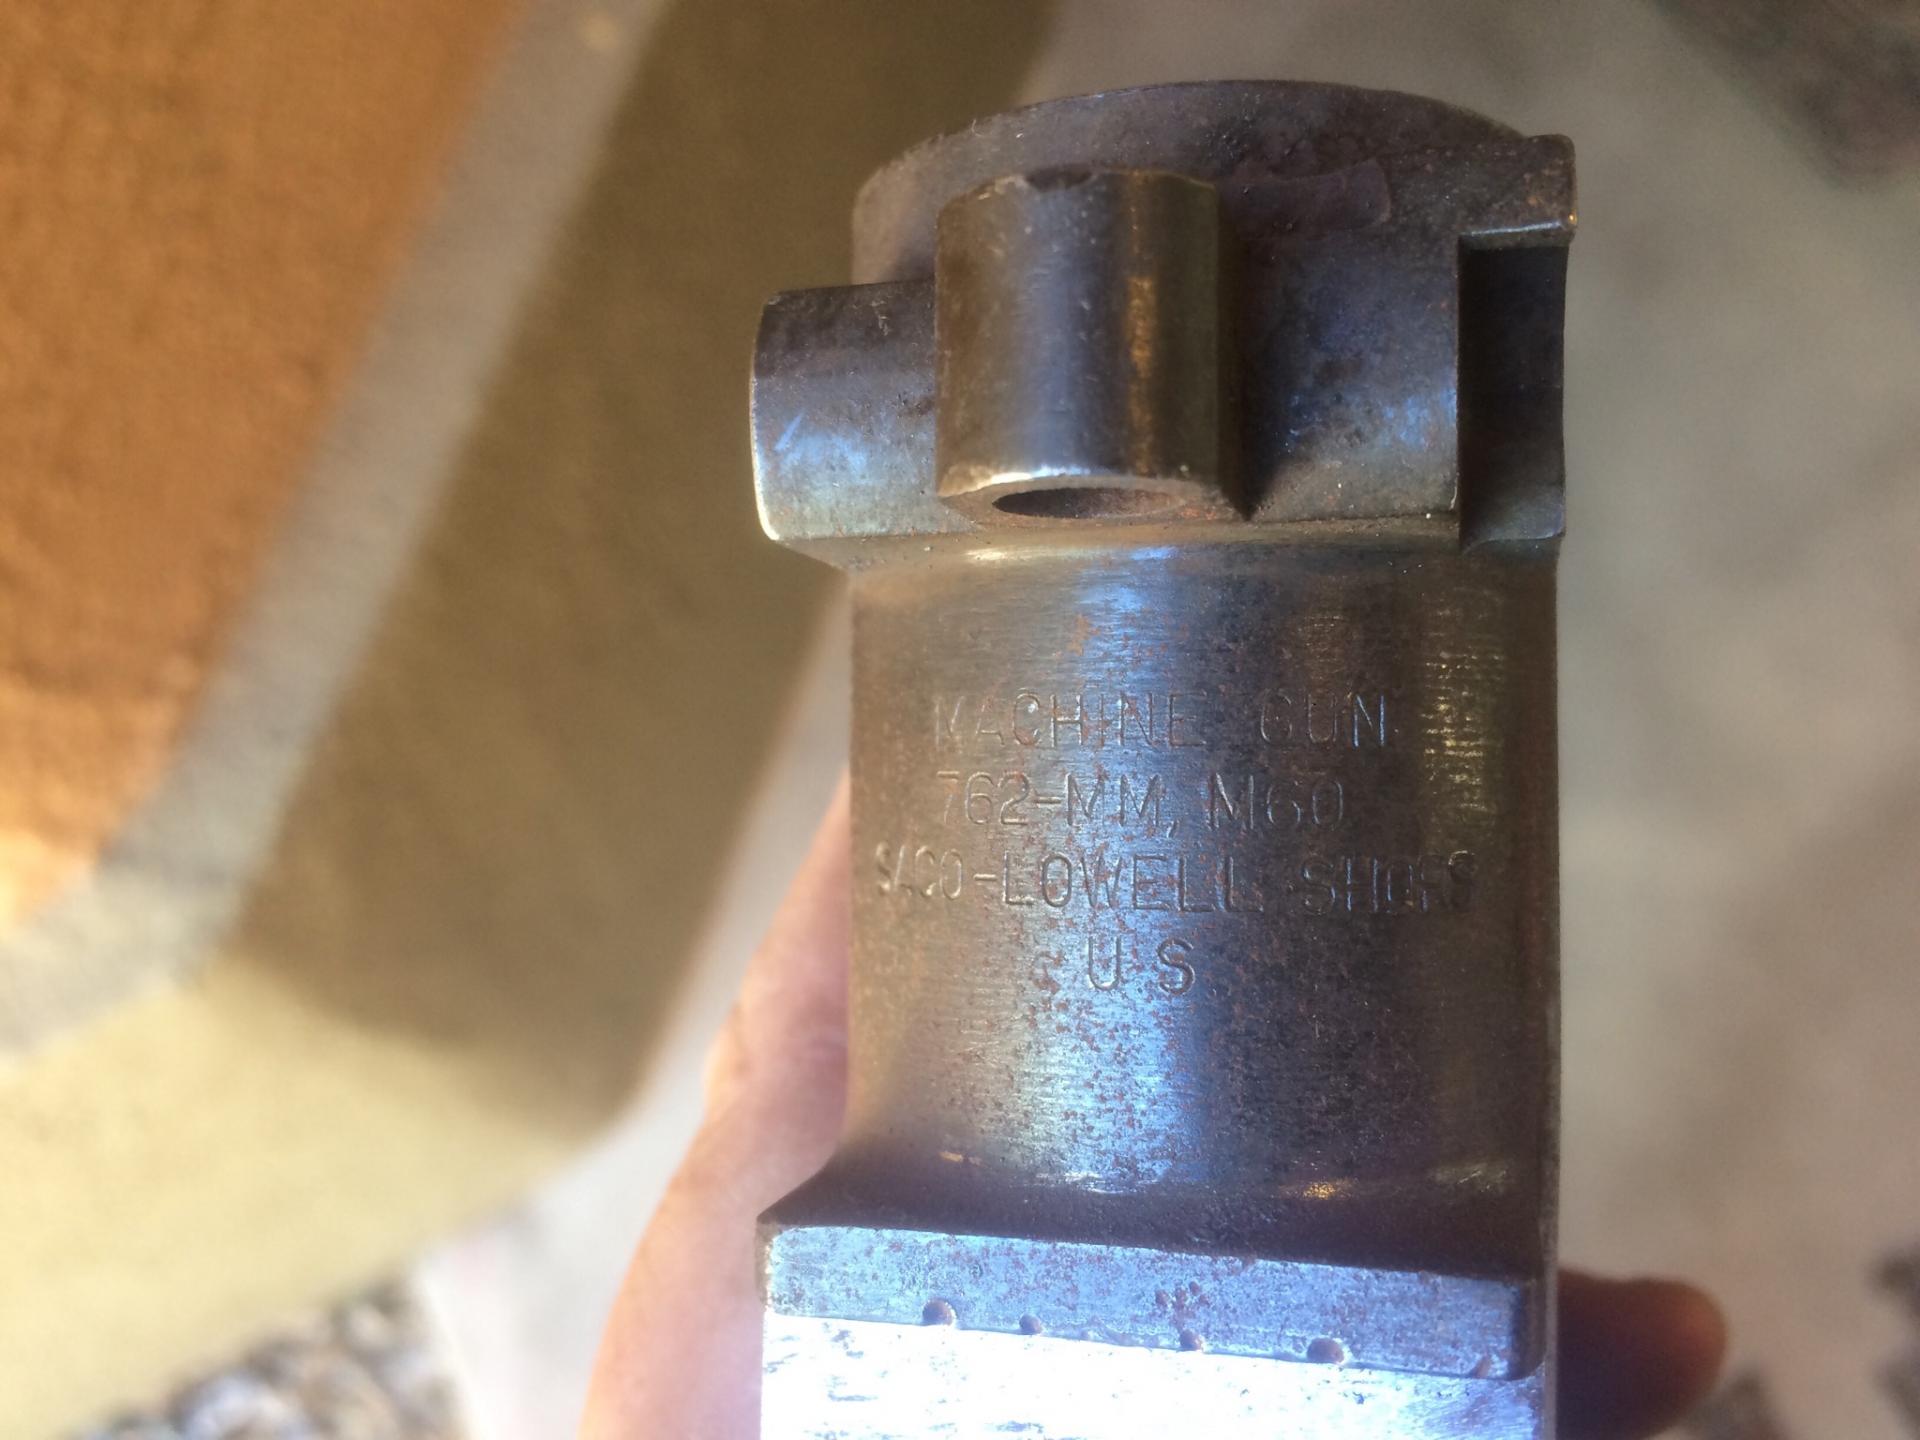 MACHINE GUN
762-MM, M60
SACO-LOWELL SHOPS
U S